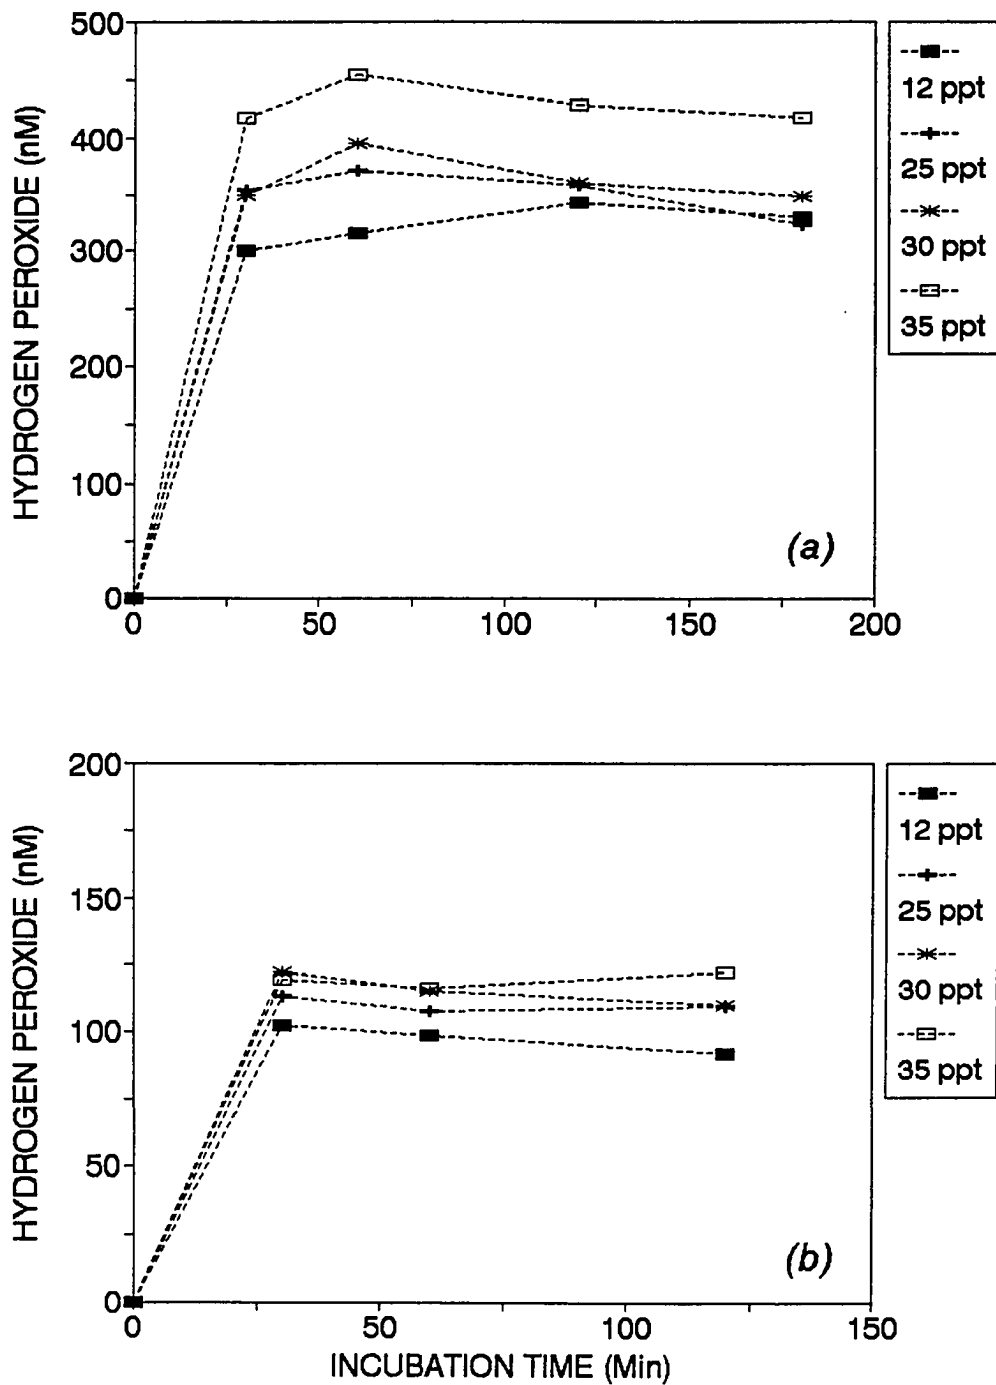 HYDROGEN PEROXIDE (nM)
500
400
300
200
100
0
0 50 100 150 200
(a)
12 ppt
25 ppt
30 ppt
35 ppt
HYDROGEN PEROXIDE (nM)
200
150
100
50
0
0 50 100 150
(b)
12 ppt
25 ppt
30 ppt
35 ppt
INCUBATION TIME (Min)